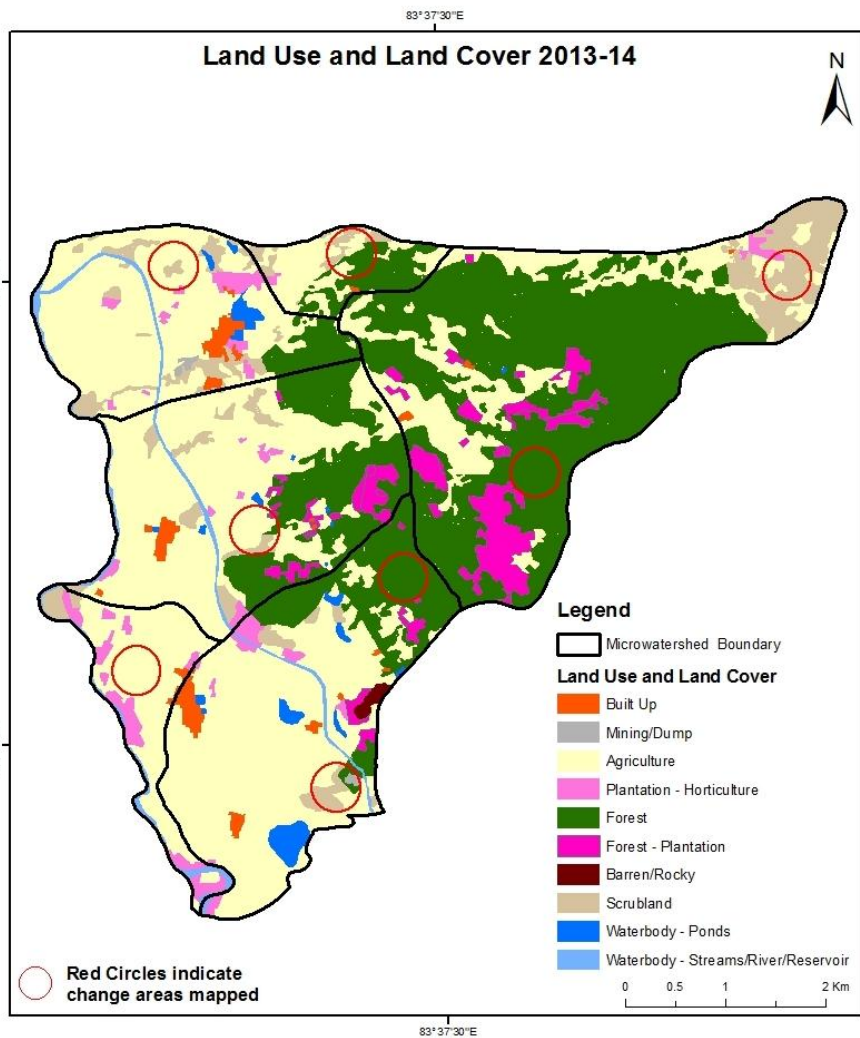 83° 37'30"E
Land Use and Land Cover 2013-14
N
Legend
Microwatershed Boundary
Land Use and Land Cover
Built Up
Mining/Dump
Agriculture
Plantation - Horticulture
Forest
Forest - Plantation
Barren/Rocky
Scrubland
Waterbody - Ponds
Waterbody - Streams/River/Reservoir
Red Circles indicate
change areas mapped
0 0.5 1 2 Km
83° 37'30"E